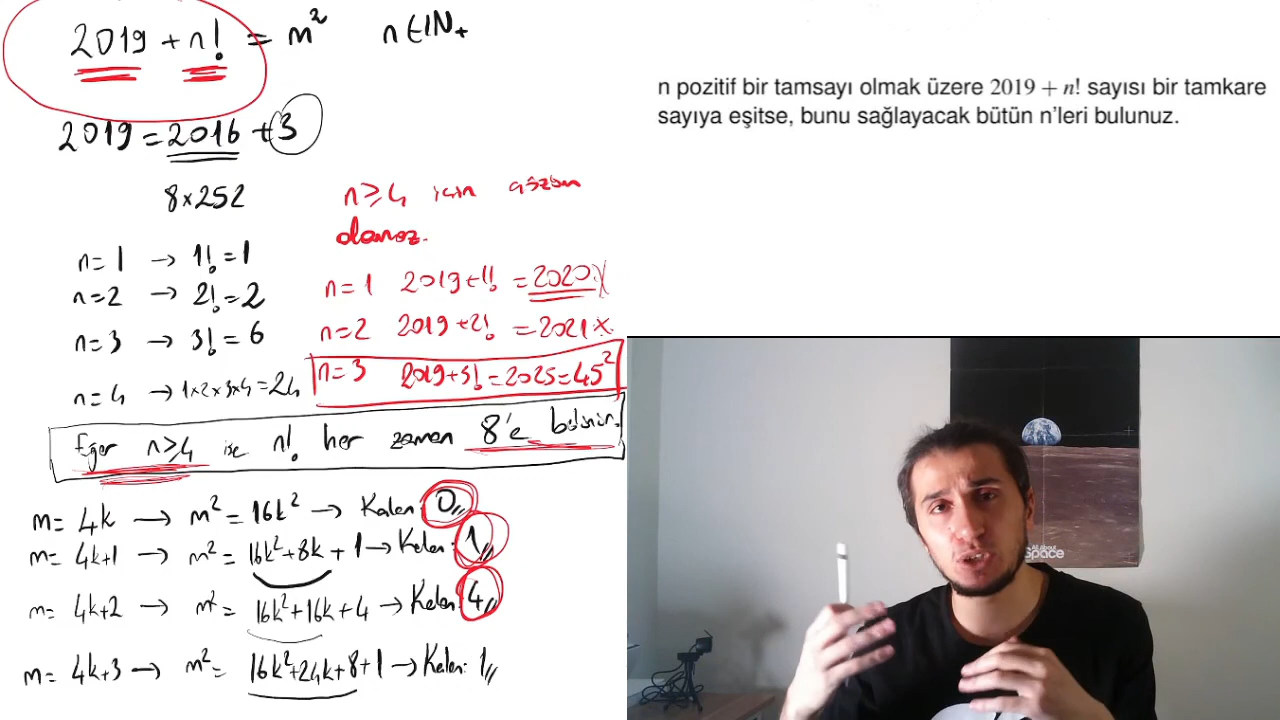 2019 + n! = m² n ∈ IN+
2019 = 2016 + 3
8x252
n ≥ 4 için çözüm
olamaz.
n=1 → 1! = 1
n=2 → 2! = 2
n=3 → 3! = 6
n=4 → 1x2x3x4=24
n=1 2019+1! = 2020 X
n=2 2019+2! = 2021 X
n=3 2019+3! = 2025 = 45²
Eğer n≥4 ise n! her zaman 8'e bölünür.
m= 4k → m² = 16k² → Kalan: 0
m= 4k+1 → m² = 16k²+8k+1 → Kalan: 1
m= 4k+2 → m² = 16k²+16k+4 → Kalan: 4
m= 4k+3 → m² = 16k²+24k+8+1 → Kalan: 1
n pozitif bir tamsayı olmak üzere 2019 + n! sayısı bir tamkare
sayıya eşitse, bunu sağlayacak bütün n'leri bulunuz.
All About
Space